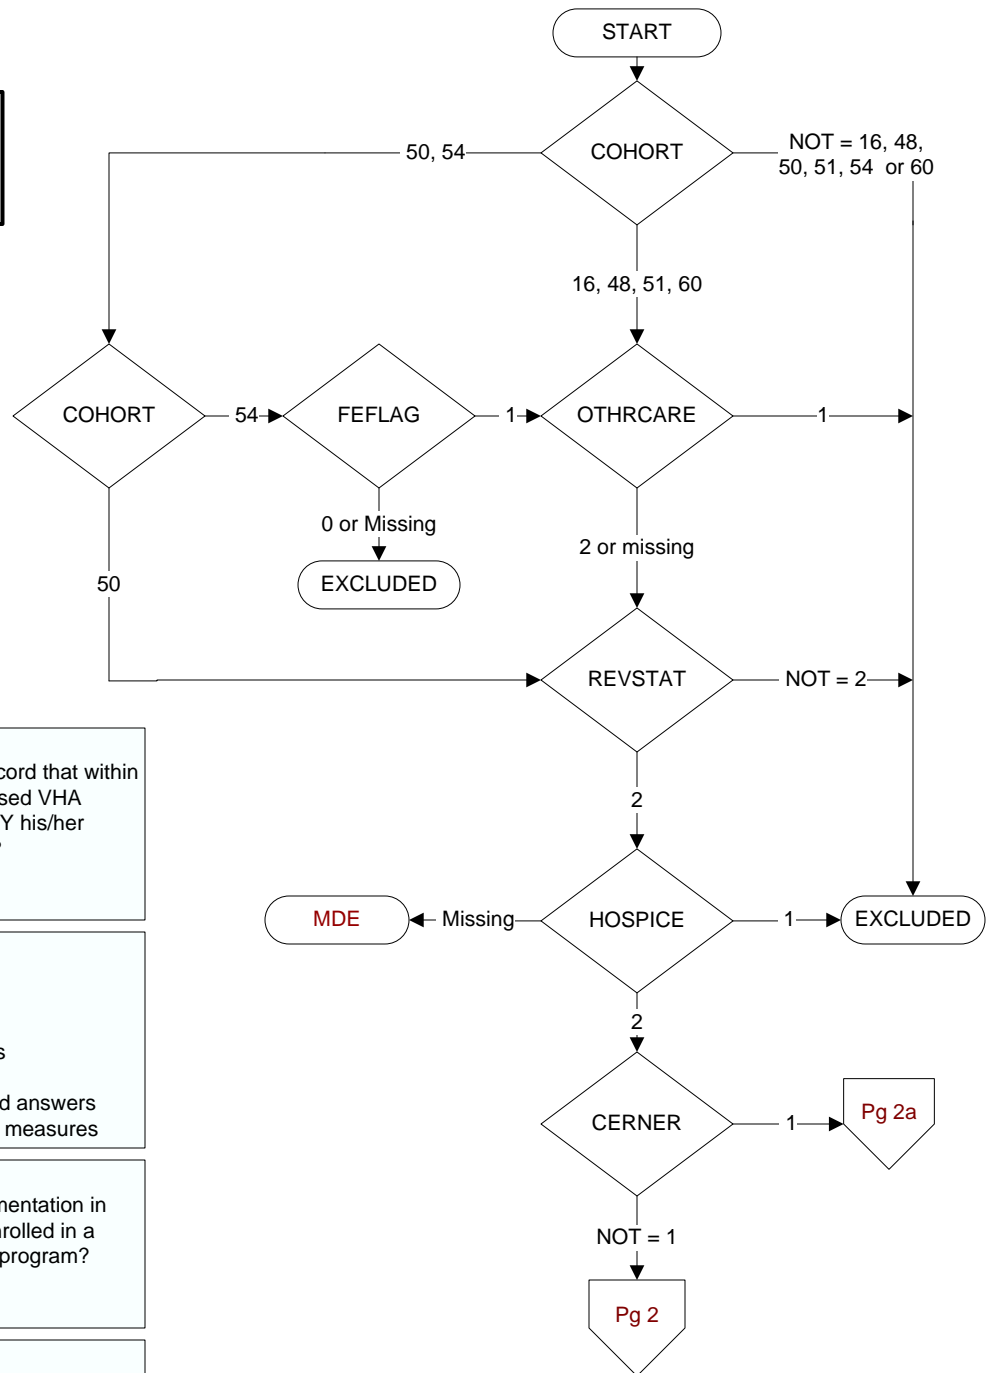 START
COHORT
50, 54
NOT = 16, 48,
50, 51, 54 or 60
16, 48, 51, 60
COHORT
54
FEFLAG
1
OTHRCARE
1
0 or Missing
EXCLUDED
2 or missing
50
REVSTAT
NOT = 2
2
MDE
Missing
HOSPICE
1
EXCLUDED
2
CERNER
1
Pg 2a
NOT = 1
Pg 2
cord that within
sed VHA
Y his/her
?
s
d answers
measures
mentation in
nrolled in a
program?